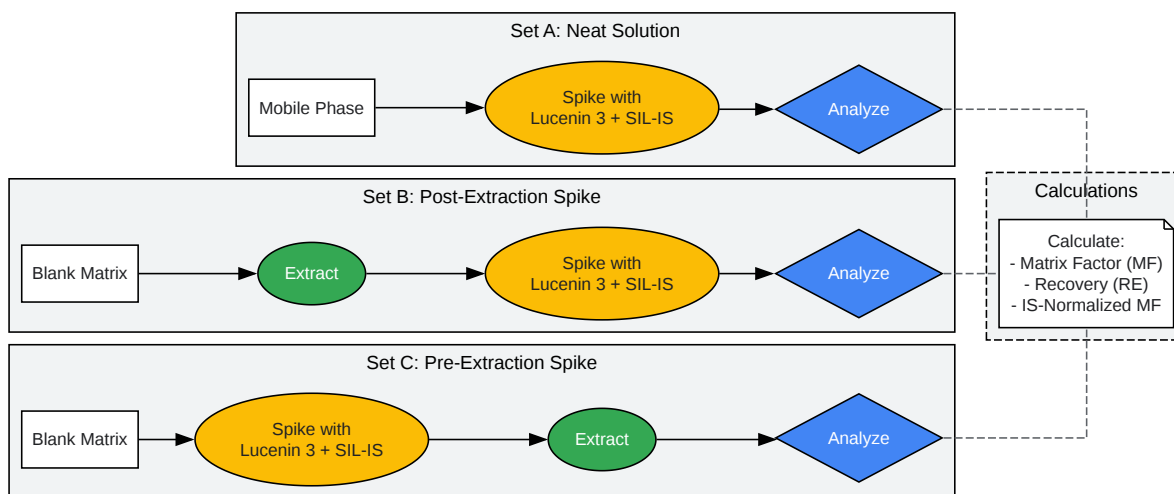 Set A: Neat Solution
Mobile Phase
Spike with
Lucenin 3 + SIL-IS
Analyze
Set B: Post-Extraction Spike
Blank Matrix
Extract
Spike with
Lucenin 3 + SIL-IS
Analyze
Set C: Pre-Extraction Spike
Blank Matrix
Spike with
Lucenin 3 + SIL-IS
Extract
Analyze
Calculations
Calculate:
- Matrix Factor (MF)
- Recovery (RE)
- IS-Normalized MF